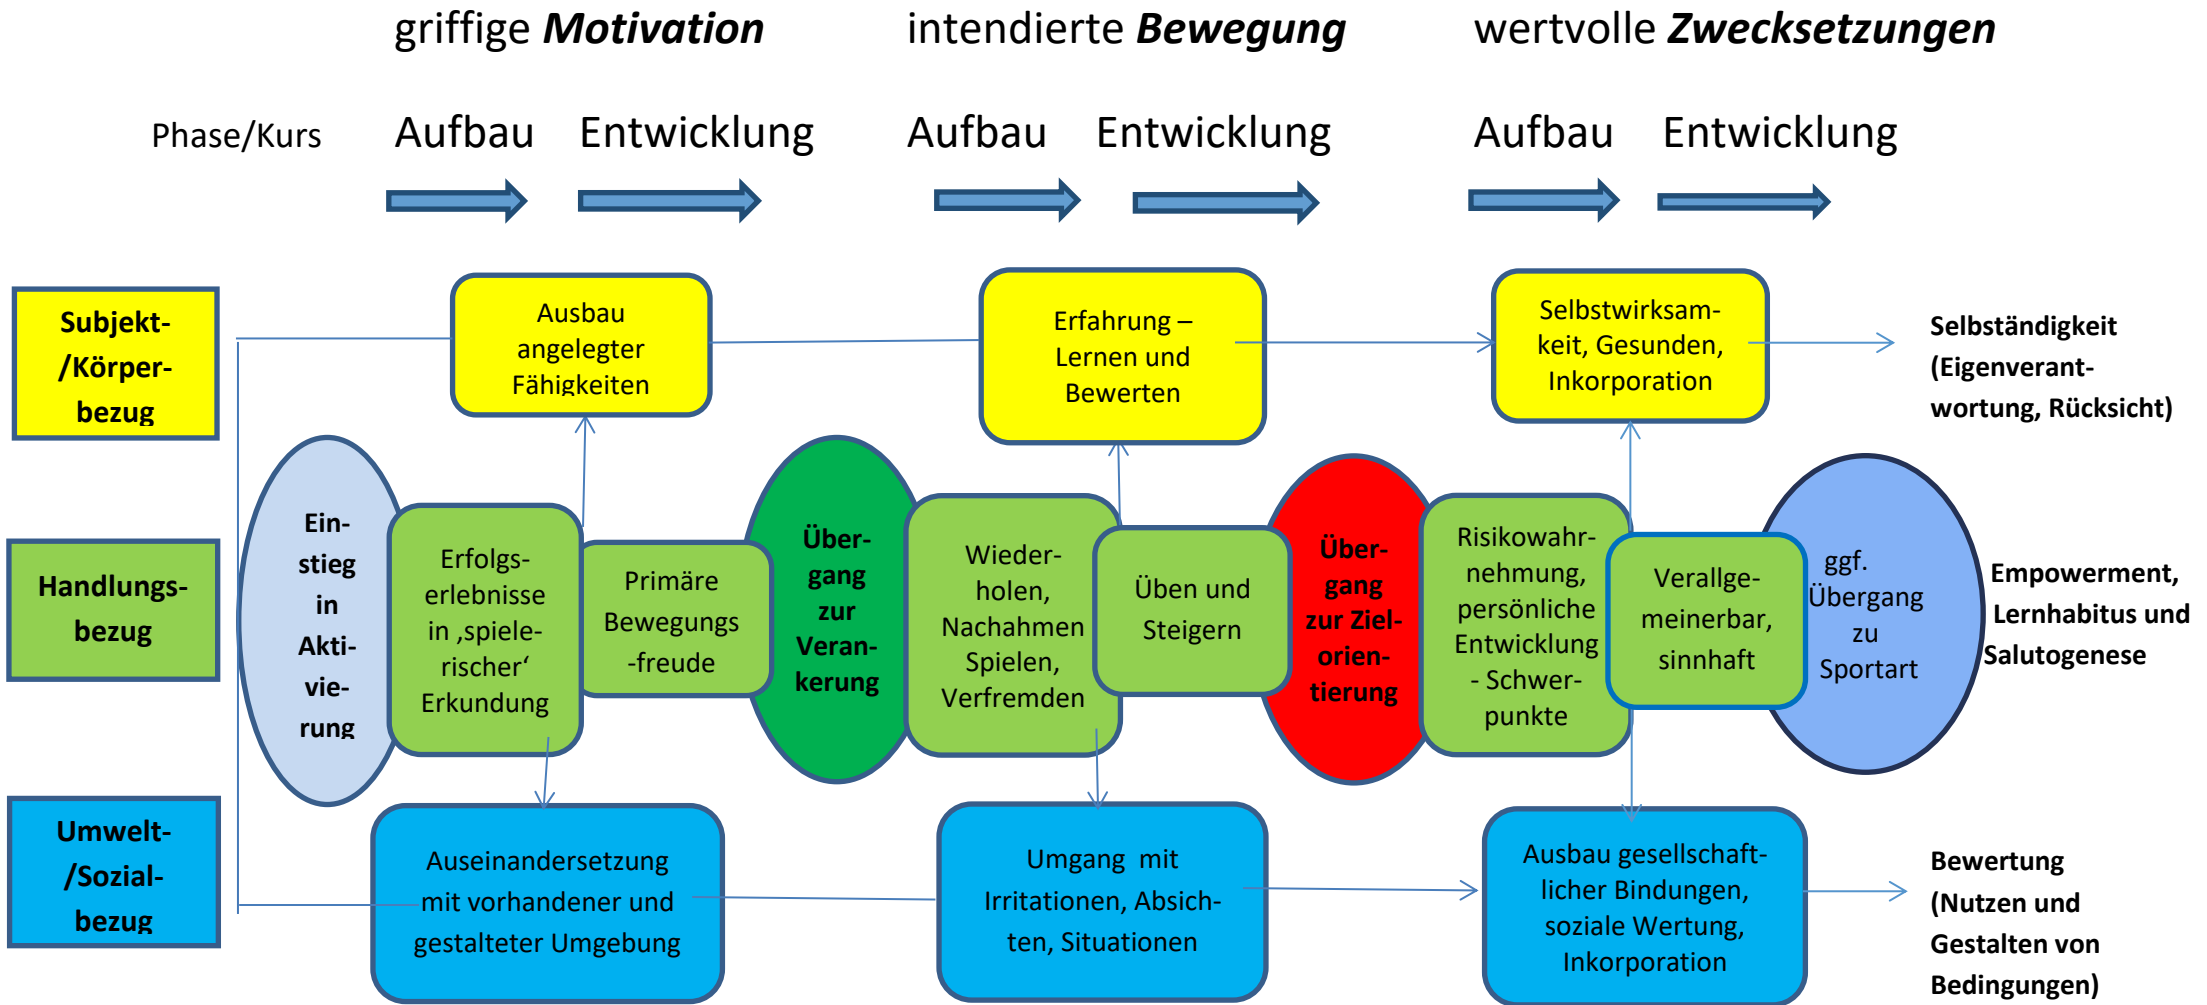 griffige Motivation
intendierte Bewegung
wertvolle Zwecksetzungen
Phase/Kurs
Aufbau
Entwicklung
Aufbau
Entwicklung
Aufbau
Entwicklung
Subjekt-
/Körper-
bezug
Ausbau
angelegter
Fähigkeiten
Erfahrung –
Lernen und
Bewerten
Selbstwirksam-
keit, Gesunden,
Inkorporation
Selbständigkeit
(Eigenverant-
wortung, Rücksicht)
Handlungs-
bezug
Ein-
stieg
in
Akti-
vie-
rung
Erfolgs-
erlebnisse
in ‚spiele-
rischer‘
Erkundung
Primäre
Bewegungs
-freude
Über-
gang
zur
Veran-
kerung
Wieder-
holen,
Nachahmen
Spielen,
Verfremden
Üben und
Steigern
Über-
gang
zur Ziel-
orien-
tierung
Risikowahr-
nehmung,
persönliche
Entwicklung
- Schwer-
punkte
Verallge-
meinerbar,
sinnhaft
ggf.
Übergang
zu
Sportart
Empowerment,
Lernhabitus und
Salutogenese
Umwelt-
/Sozial-
bezug
Auseinandersetzung
mit vorhandener und
gestalteter Umgebung
Umgang mit
Irritationen, Absich-
ten, Situationen
Ausbau gesellschaft-
licher Bindungen,
soziale Wertung,
Inkorporation
Bewertung
(Nutzen und
Gestalten von
Bedingungen)